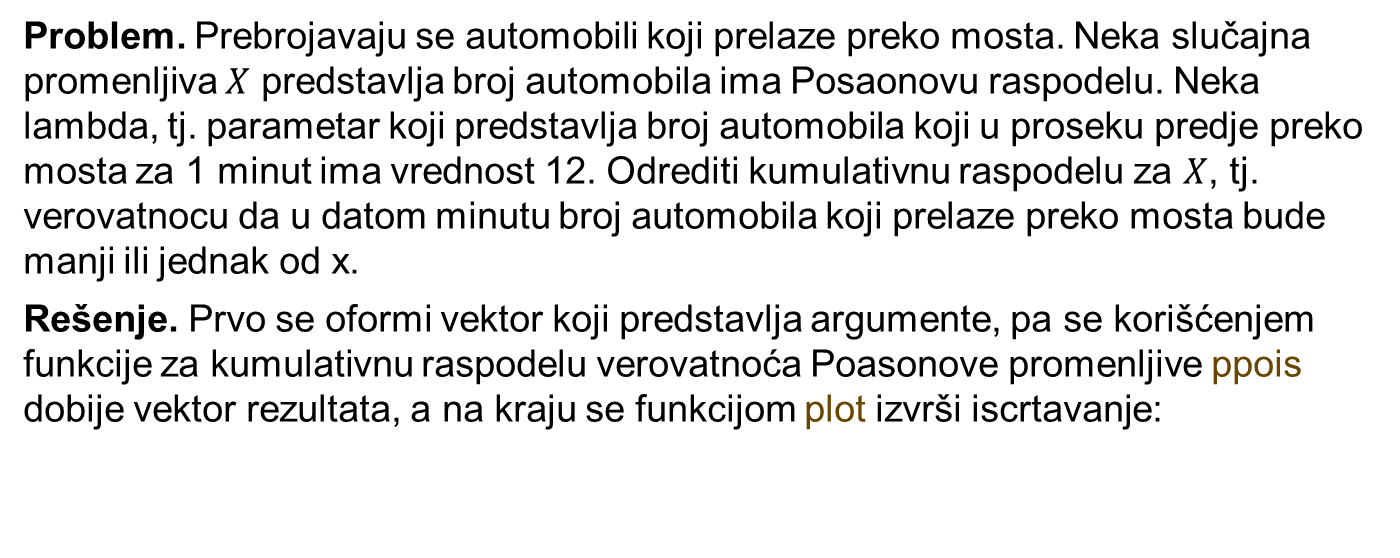 Problem. Prebrojavaju se automobili koji prelaze preko mosta. Neka slučajna
promenljiva X predstavlja broj automobila ima Posaonovu raspodelu. Neka
lambda, tj. parametar koji predstavlja broj automobila koji u proseku predje preko
mosta za 1 minut ima vrednost 12. Odrediti kumulativnu raspodelu za X, tj.
verovatnocu da u datom minutu broj automobila koji prelaze preko mosta bude
manji ili jednak od x.
Rešenje. Prvo se oformi vektor koji predstavlja argumente, pa se korišćenjem
funkcije za kumulativnu raspodelu verovatnoća Poasonove promenljive ppois
dobije vektor rezultata, a na kraju se funkcijom plot izvrši iscrtavanje: